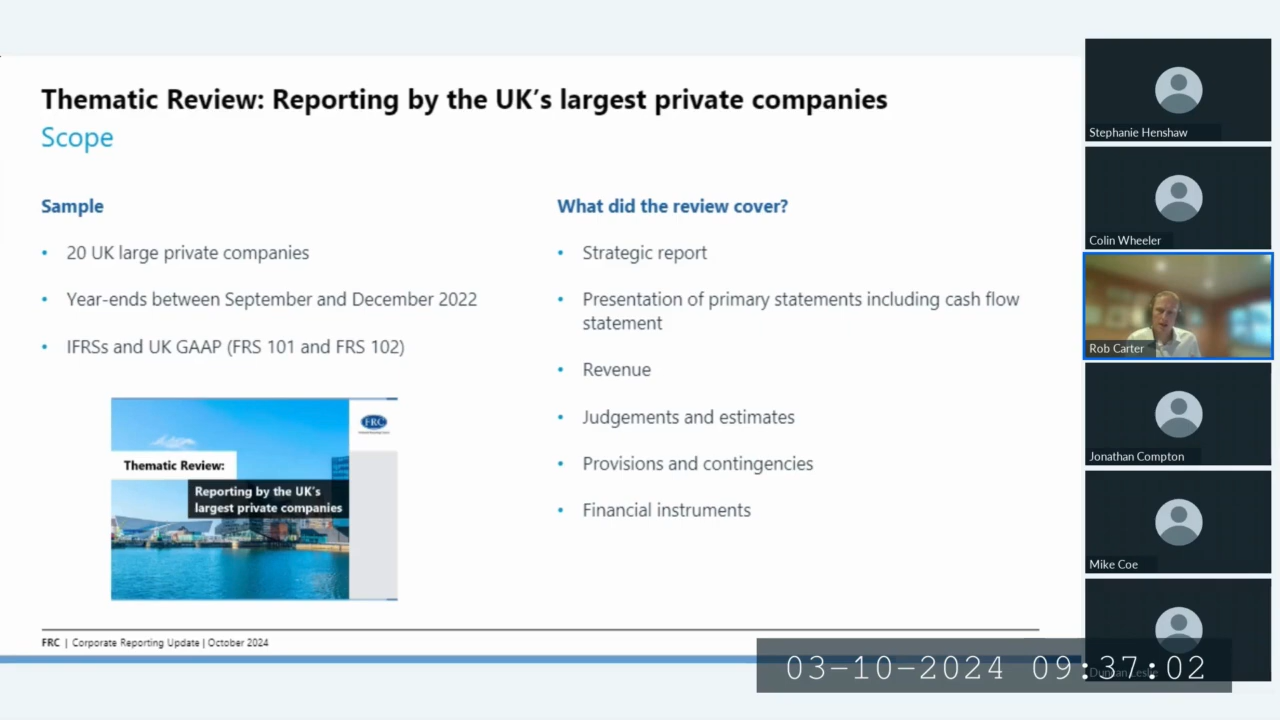 Thematic Review: Reporting by the UK's largest private companies
Scope
Sample
• 20 UK large private companies
• Year-ends between September and December 2022
• IFRSs and UK GAAP (FRS 101 and FRS 102)
FRC
Thematic Review:
Reporting by the UK's
largest private companies
What did the review cover?
• Strategic report
• Presentation of primary statements including cash flow
statement
• Revenue
• Judgements and estimates
• Provisions and contingencies
• Financial instruments
FRC | Corporate Reporting Update | October 2024
Stephanie Henshaw
Colin Wheeler
Rob Carter
Jonathan Compton
Mike Coe
03-10-2024 09:37:02